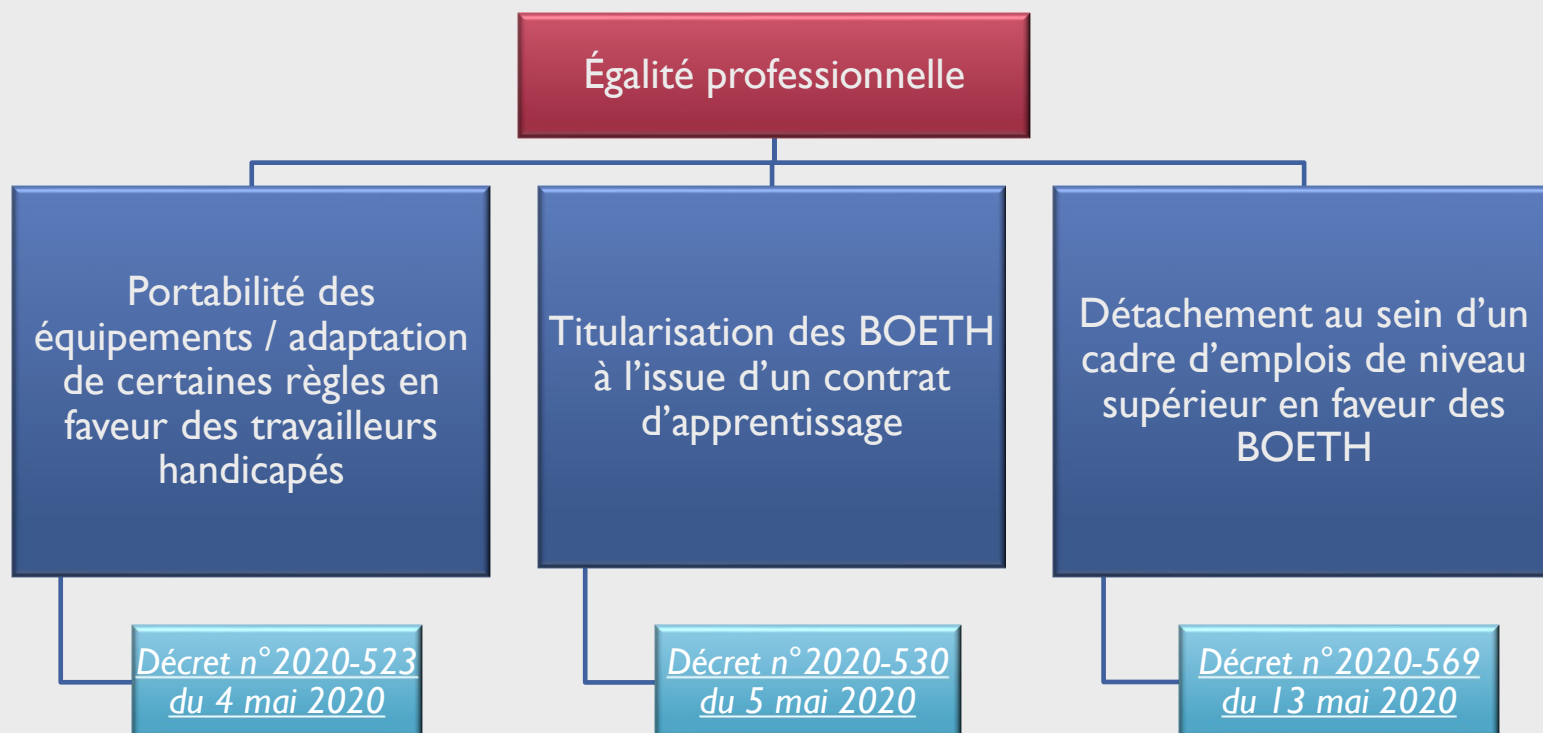 Égalité professionnelle
Portabilité des
équipements / adaptation
de certaines règles en
faveur des travailleurs
handicapés
Titularisation des BOETH
à l’issue d’un contrat
d’apprentissage
Détachement au sein d’un
cadre d’emplois de niveau
supérieur en faveur des
BOETH
Décret n°2020-523
du 4 mai 2020
Décret n°2020-530
du 5 mai 2020
Décret n°2020-569
du 13 mai 2020